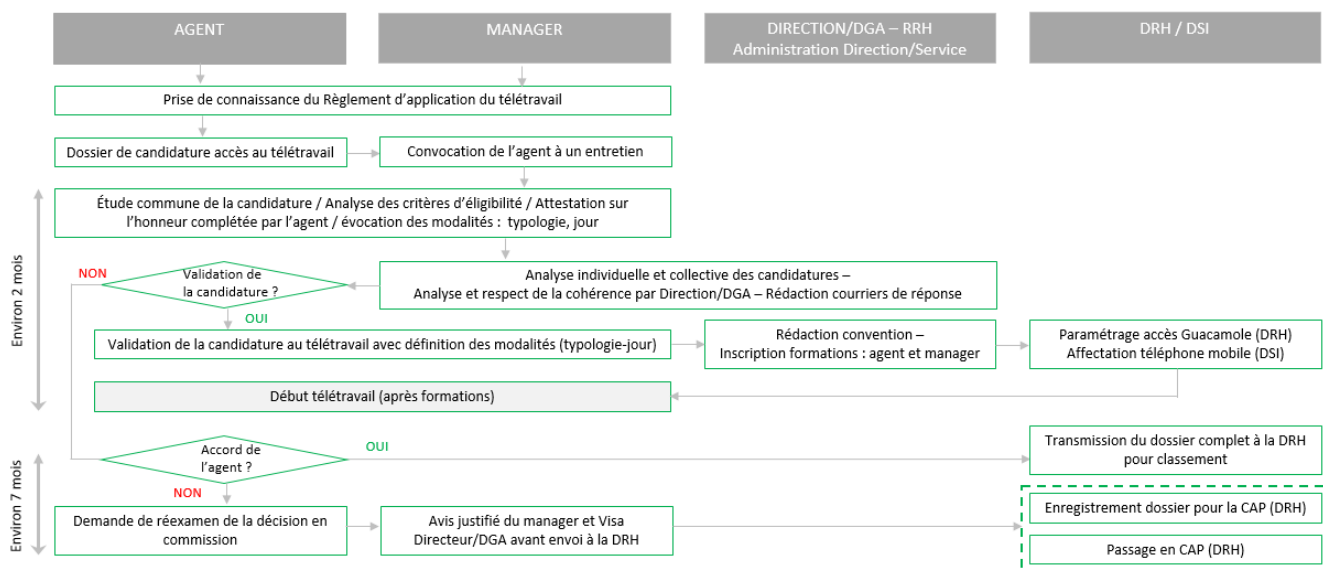 AGENT
MANAGER
DIRECTION/DGA – RRH
Administration Direction/Service
DRH / DSI
Prise de connaissance du Règlement d'application du télétravail
Dossier de candidature accès au télétravail
Convocation de l'agent à un entretien
Environ 2 mois
Étude commune de la candidature / Analyse des critères d'éligibilité / Attestation sur
l'honneur complétée par l'agent / évocation des modalités : typologie, jour
NON
Validation de
la candidature ?
Analyse individuelle et collective des candidatures –
Analyse et respect de la cohérence par Direction/DGA – Rédaction courriers de réponse
OUI
Validation de la candidature au télétravail avec définition des modalités (typologie-jour)
Rédaction convention –
Inscription formations : agent et manager
Paramétrage accès Guacamole (DRH)
Affectation téléphone mobile (DSI)
Début télétravail (après formations)
Environ 7 mois
Accord de
l'agent ?
OUI
Transmission du dossier complet à la DRH
pour classement
NON
Demande de réexamen de la décision en
commission
Avis justifié du manager et Visa
Directeur/DGA avant envoi à la DRH
Enregistrement dossier pour la CAP (DRH)
Passage en CAP (DRH)